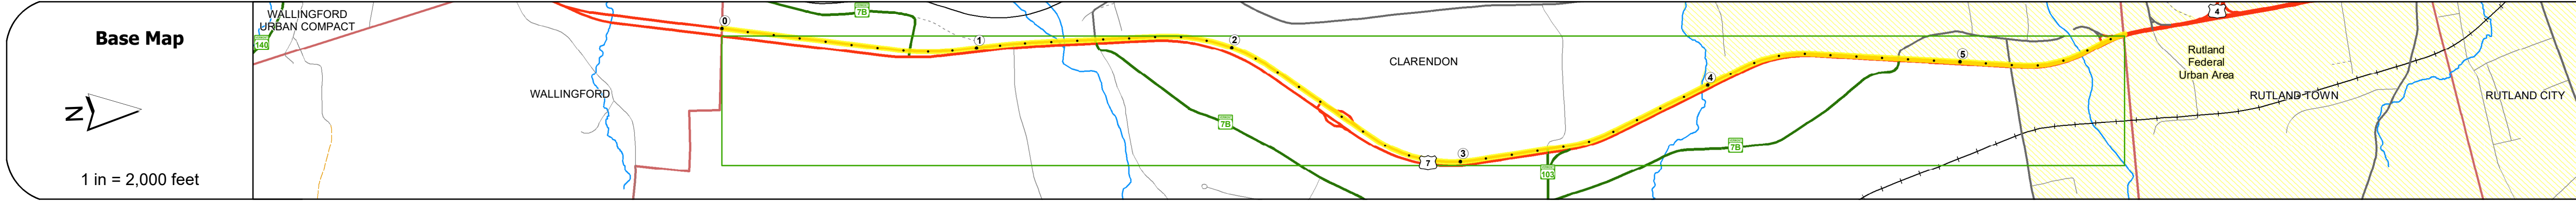 Base Map
N
1 in = 2,000 feet
WALLINGFORD
URBAN COMPACT
140
WALLINGFORD
0
7B
1
2
7B
CLARENDON
7
3
103
4
7B
5
4
Rutland
Federal
Urban Area
RUTLAND TOWN
RUTLAND CITY